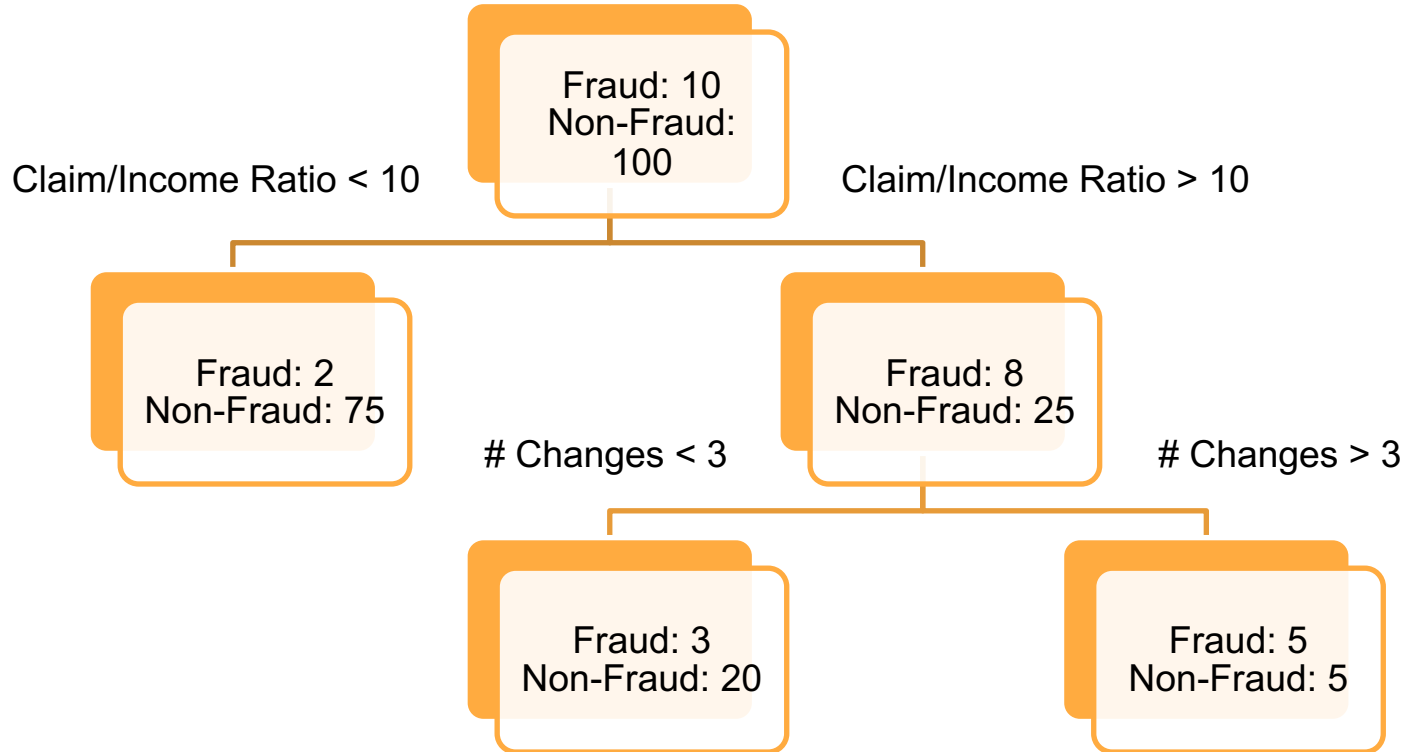 Fraud: 10
Non-Fraud:
100
Claim/Income Ratio < 10
Claim/Income Ratio > 10
Fraud: 2
Non-Fraud: 75
Fraud: 8
Non-Fraud: 25
# Changes < 3
# Changes > 3
Fraud: 3
Non-Fraud: 20
Fraud: 5
Non-Fraud: 5